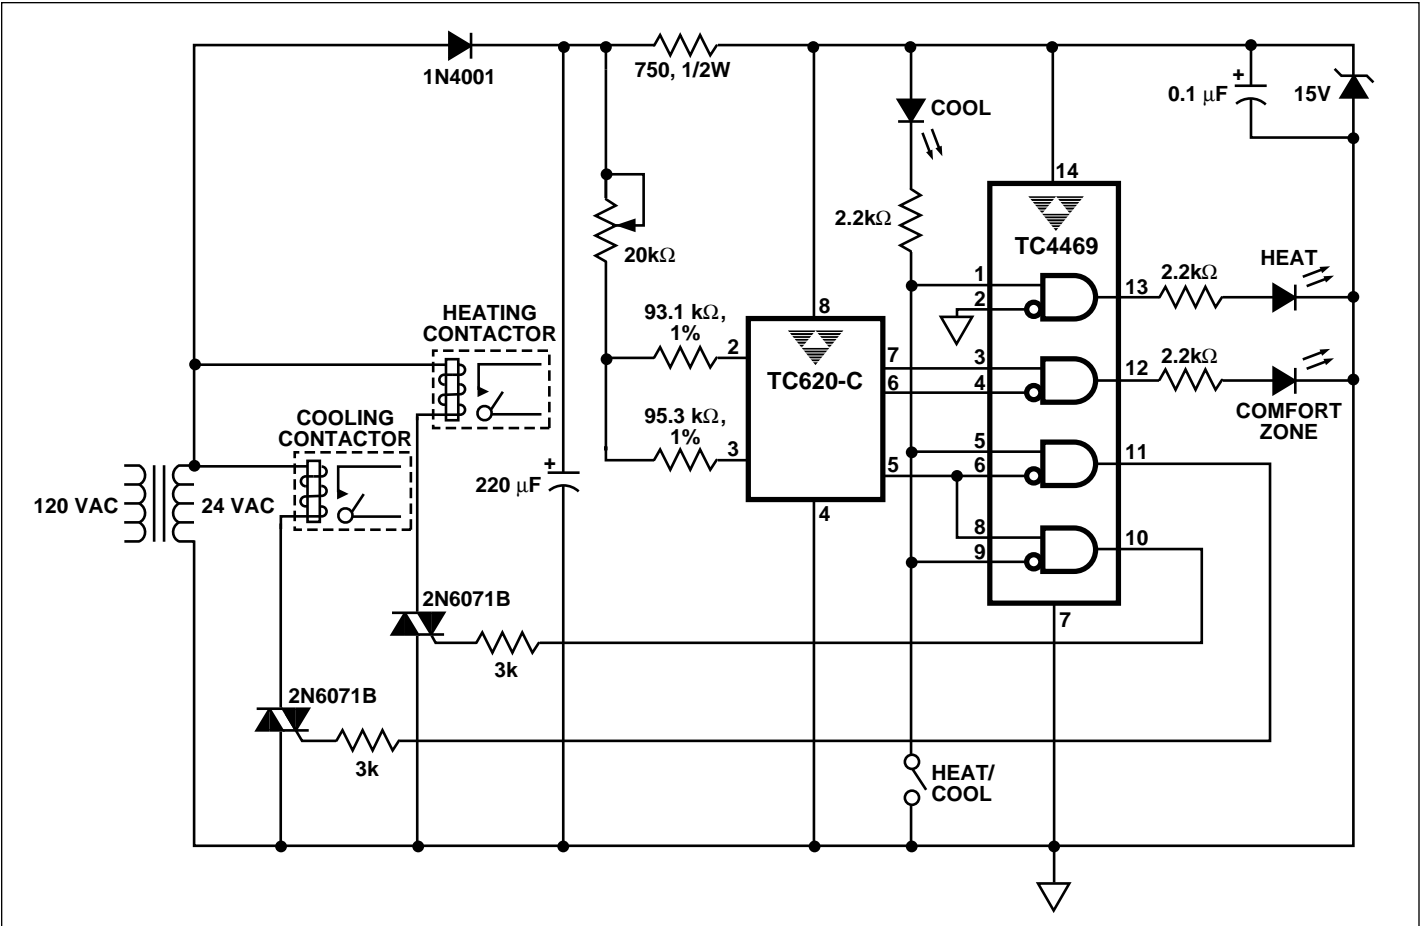 1N4001
750, 1/2W
COOL
0.1 µF
+
15V
14
2.2kΩ
TC4469
20kΩ
HEAT
2.2kΩ
1
13
2
HEATING
CONTACTOR
93.1 kΩ,
1%
8
2
TC620-C
7
3
6
4
12
2.2kΩ
COMFORT
ZONE
COOLING
CONTACTOR
95.3 kΩ,
1%
3
5
5
6
11
+
220 µF
120 VAC
24 VAC
4
8
9
10
2N6071B
7
3k
2N6071B
3k
HEAT/
COOL